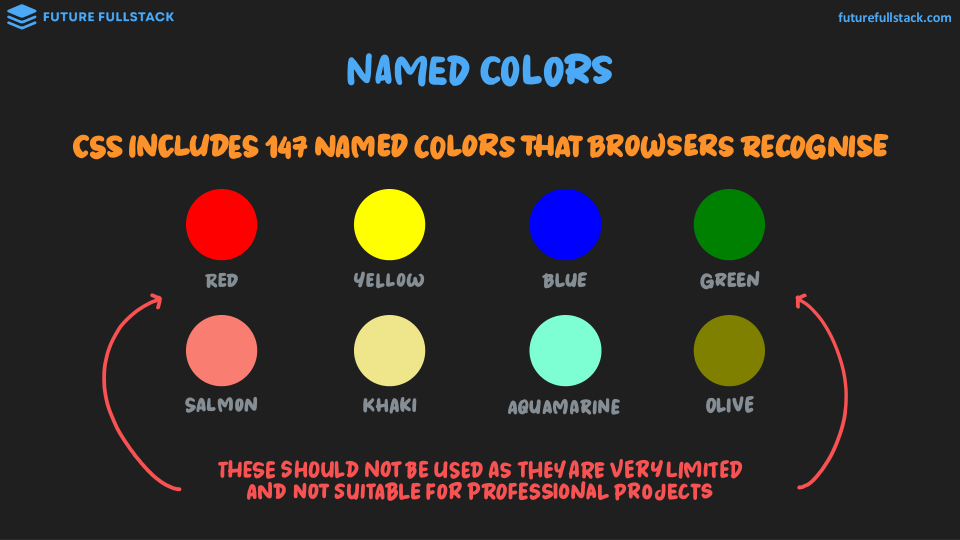 FUTURE FULLSTACK
futurefullstack.com
NAMED COLORS
CSS INCLUDES 147 NAMED COLORS THAT BROWSERS RECOGNISE
RED
YELLOW
BLUE
GREEN
SALMON
KHAKI
AQUAMARINE
OLIVE
THESE SHOULD NOT BE USED AS THEY ARE VERY LIMITED
AND NOT SUITABLE FOR PROFESSIONAL PROJECTS